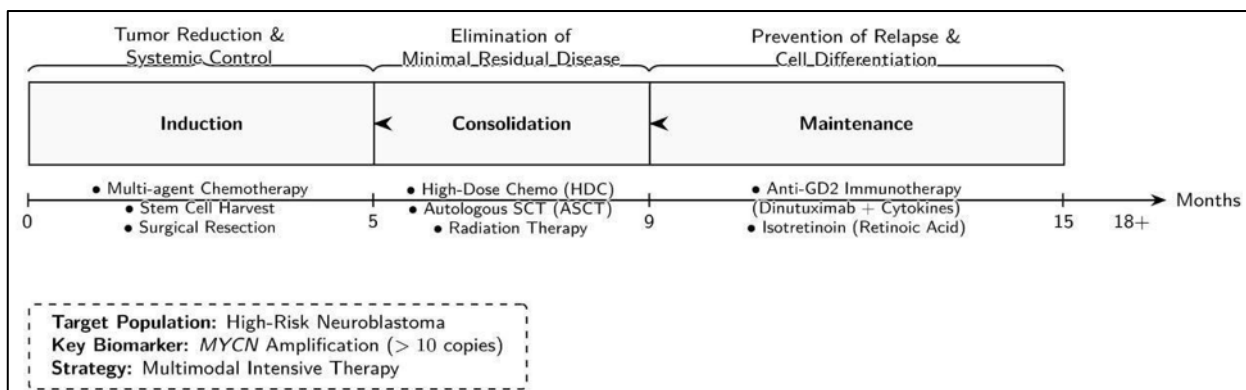 Tumor Reduction &
Systemic Control
Elimination of
Minimal Residual Disease
Prevention of Relapse &
Cell Differentiation
Induction
Consolidation
Maintenance
● Multi-agent Chemotherapy
● Stem Cell Harvest
● Surgical Resection
● High-Dose Chemo (HDC)
● Autologous SCT (ASCT)
● Radiation Therapy
● Anti-GD2 Immunotherapy
(Dinutuximab + Cytokines)
● Isotretinoin (Retinoic Acid)
Months
0
5
9
15
18+
Target Population: High-Risk Neuroblastoma
Key Biomarker: MYCN Amplification (> 10 copies)
Strategy: Multimodal Intensive Therapy